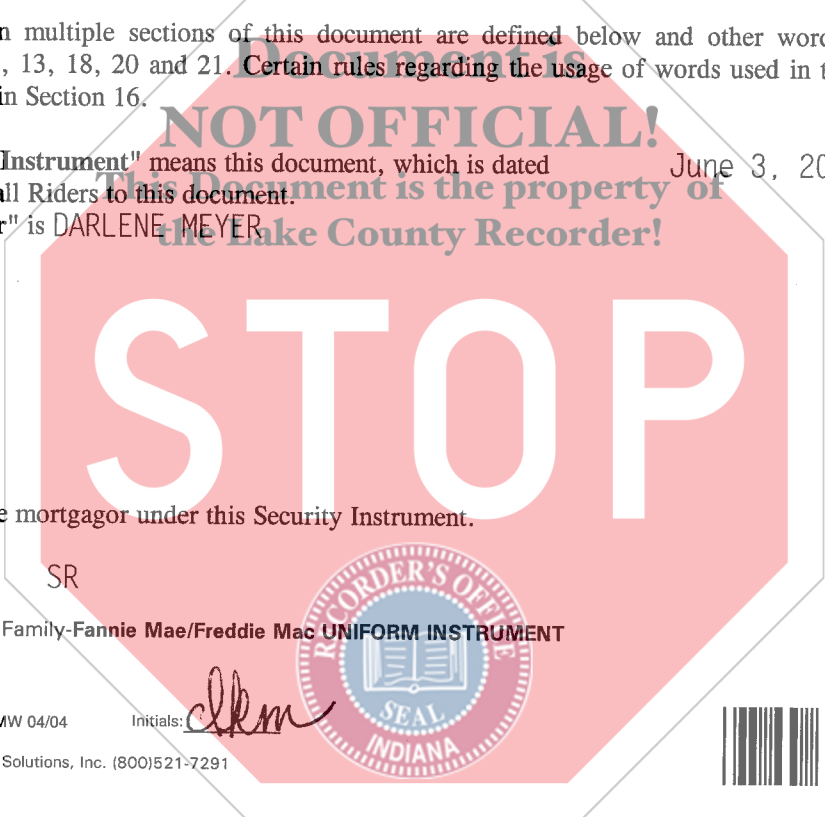 n multiple sections of this document are defined below and other word
, 13, 18, 20 and 21. Certain rules regarding the usage of words used in t
in Section 16.
Document is
NOT OFFICIAL!
This Document is the property of
the Lake County Recorder!
Instrument" means this document, which is dated June 3, 20
all Riders to this document.
r" is DARLENE MEYER
STOP
e mortgagor under this Security Instrument.
SR
Family-Fannie Mae/Freddie Mac UNIFORM INSTRUMENT
RECORDER'S OFFICE
SEAL
INDIANA
MW 04/04 Initials: dkm
Solutions, Inc. (800)521-7291